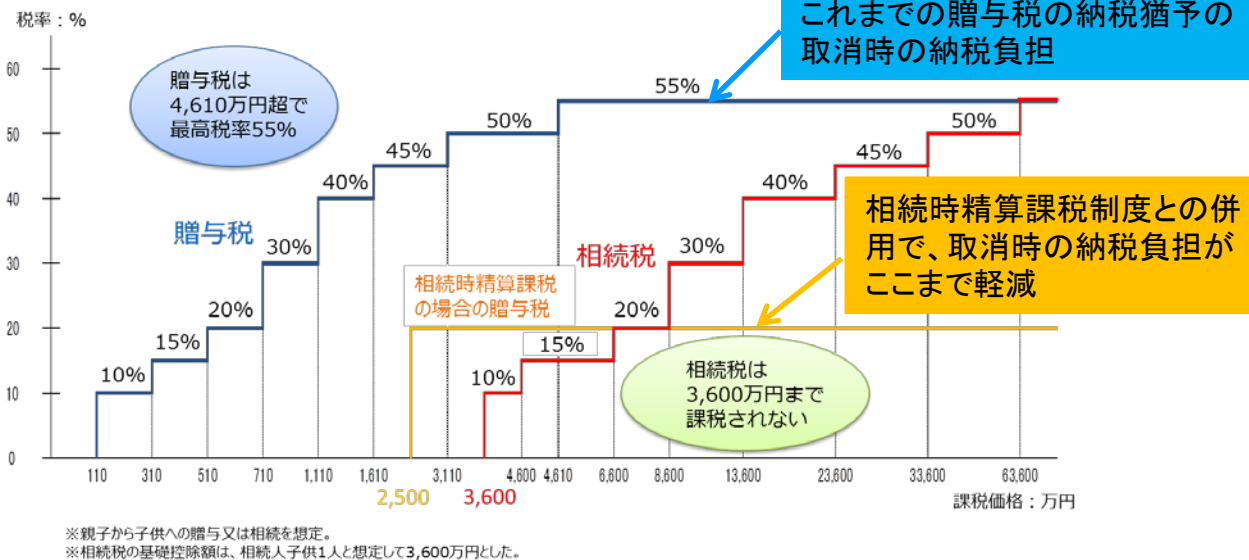 税率：%
これまでの贈与税の納税猶予の
取消時の納税負担
60
50
40
30
20
10
0
贈与税は
4,610万円超で
最高税率55%
贈与税
10%
15%
20%
30%
40%
45%
50%
55%
相続税
10%
15%
20%
30%
40%
45%
50%
相続時精算課税
の場合の贈与税
相続時精算課税制度との併
用で、取消時の納税負担が
ここまで軽減
相続税は
3,600万円まで
課税されない
110 310 510 710 1,110 1,610 3,110 4,600 4,610 6,600 8,800 13,600 23,600 33,600 63,600
2,500 3,600
課税価格：万円
※親子から子供への贈与又は相続を想定。
※相続税の基礎控除額は、相続人子供1人と想定して3,600万円とした。